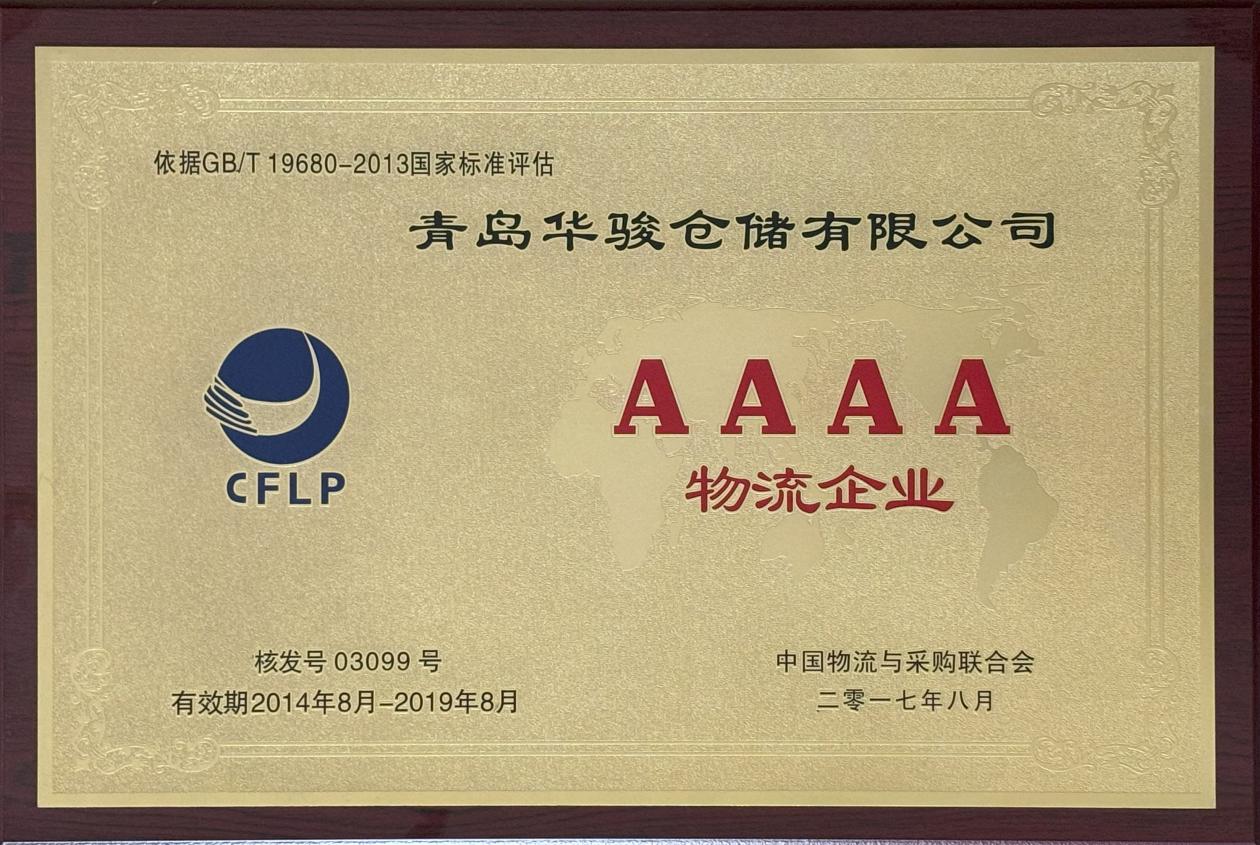 依据GB/T 19680-2013国家标准评估
青岛华骏仓储有限公司
CFLP
AAAA
物流企业
核发号 03099 号
有效期2014年8月-2019年8月
中国物流与采购联合会
二零一七年八月